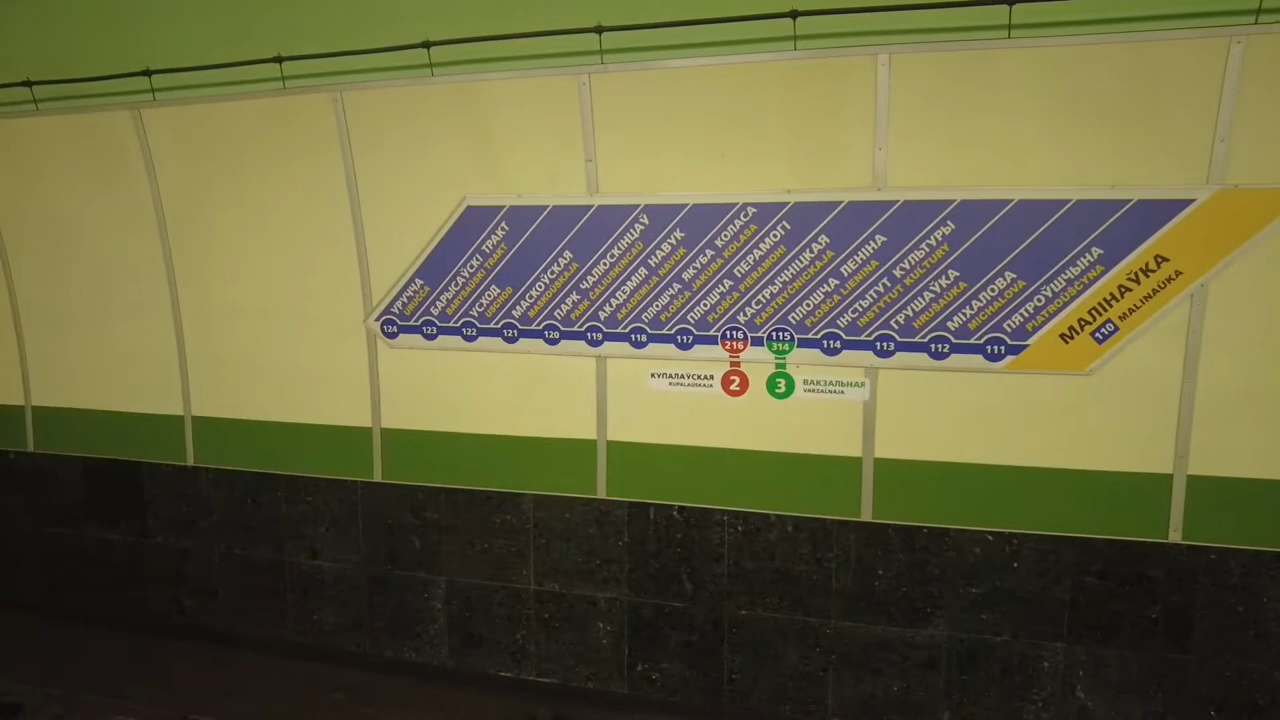 УРУЧЧА
URUČČA
124
БАРЫСАЎСКІ ТРАКТ
BARYSAŬSKI TRAKT
123
УСХОД
USCHOD
122
МАСКОЎСКАЯ
MASKOŬSKAJA
121
ПАРК ЧАЛЮСКІНЦАЎ
PARK ČALUSKINCAŬ
120
АКАДЭМІЯ НАВУК
AKADEMIJA NAVUK
119
ПЛОШЧА ЯКУБА КОЛАСА
PLOŠČA JAKUBA KOLASA
118
ПЛОШЧА ПЕРАМОГІ
PLOŠČA PIERAMOHI
117
КАСТРЫЧНІЦКАЯ
KASTRYČNICKAJA
116
216
КУПАЛАЎСКАЯ
KUPALAŬSKAJA
2
ПЛОШЧА ЛЕНІНА
PLOŠČA LIENINA
115
314
3
ВАКЗАЛЬНАЯ
VAKZAĹNAJA
ІНСТЫТУТ КУЛЬТУРЫ
INSTYTUT KULTURY
114
ГРУШАЎКА
HRUŠAŬKA
113
МІХАЛОВА
MICHALOVA
112
ПЯТРОЎШЧЫНА
PIATROUŠČYNA
111
МАЛІНАЎКА
110 MALINAŬKA